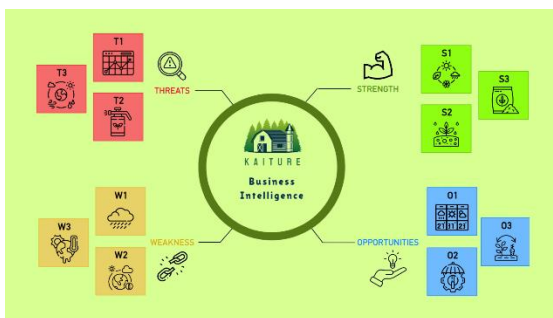 T1
T3
T2
THREATS
S1
S3
S2
STRENGTH
KAITURE
Business
Intelligence
W1
W3
W2
WEAKNESS
O1
O3
O2
OPPORTUNITIES